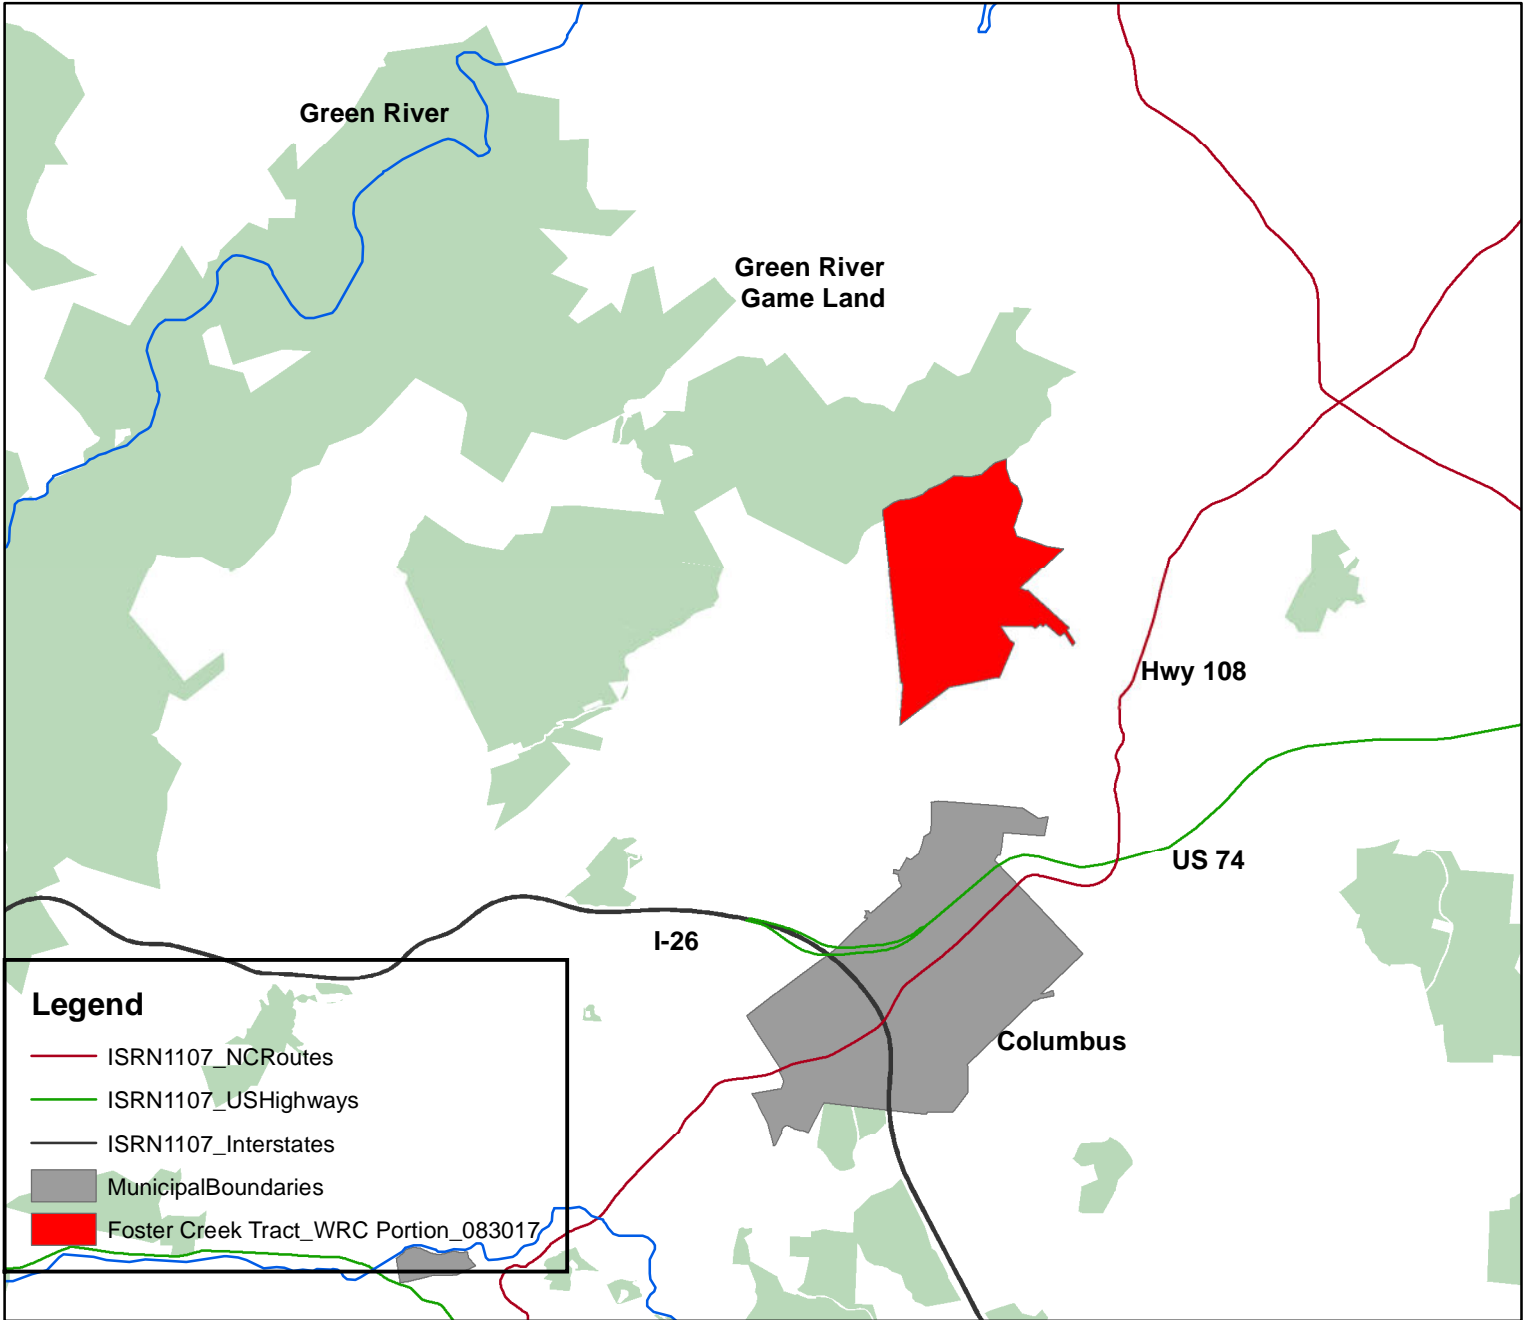 Green River
Green River
Game Land
Hwy 108
US 74
I-26
Columbus
Legend
ISRN1107_NCRoutes
ISRN1107_USHighways
ISRN1107_Interstates
MunicipalBoundaries
Foster Creek Tract_WRC Portion_083017